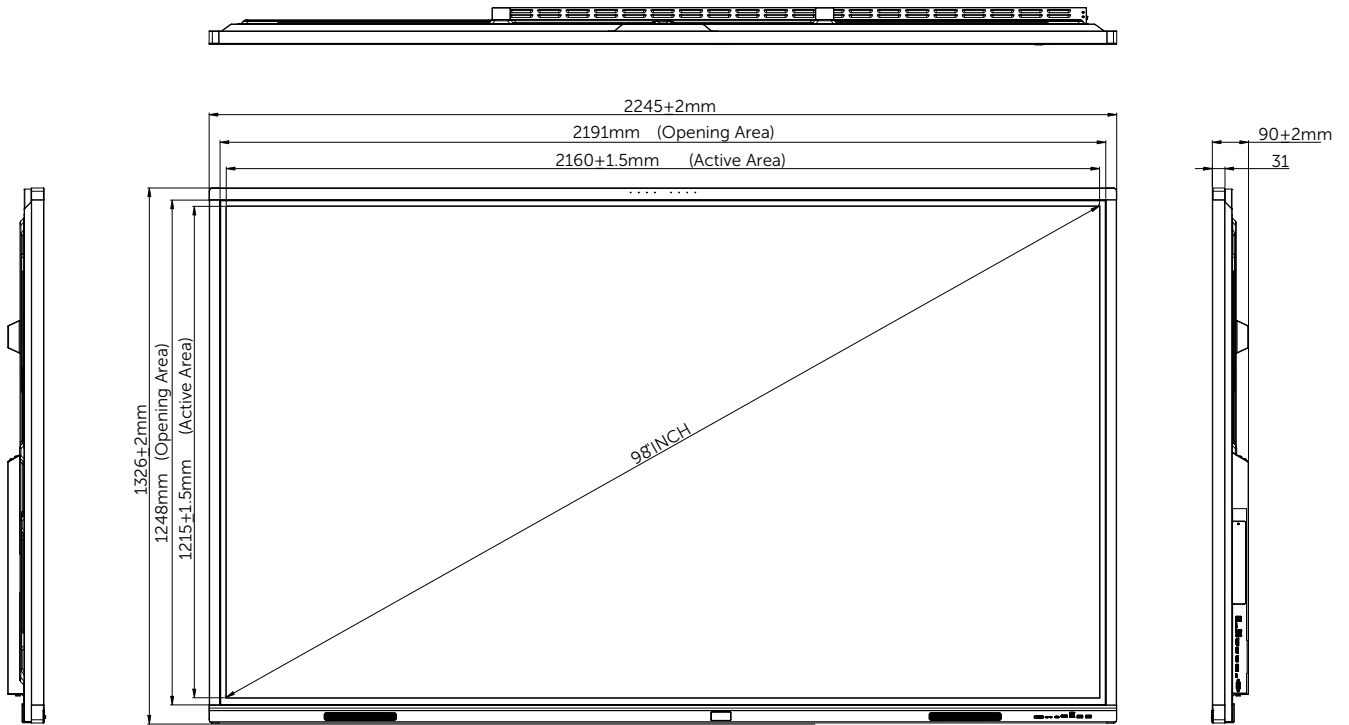 2245±2mm
2191mm (Opening Area)
2160±1.5mm (Active Area)
90±2mm
31
1326±2mm
1248mm (Opening Area)
1215±1.5mm (Active Area)
98"INCH